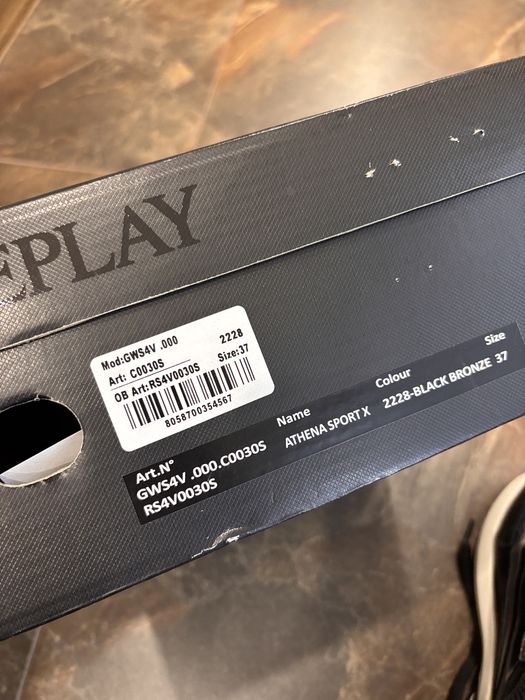 EPLAY
Mod:GWS4V .000 2228
Art: C0030S Size:37
OB Art:RS4V0030S
8058700354567
Art.N° Name Colour Size
GWS4V .000.C0030S ATHENA SPORT X 2228-BLACK BRONZE 37
RS4V0030S